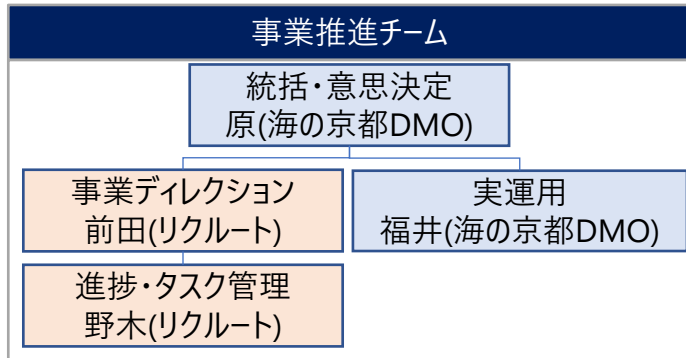 事業推進チーム
統括・意思決定
原(海の京都DMO)
事業ディレクション
前田(リクルート)
実運用
福井(海の京都DMO)
進捗・タスク管理
野木(リクルート)